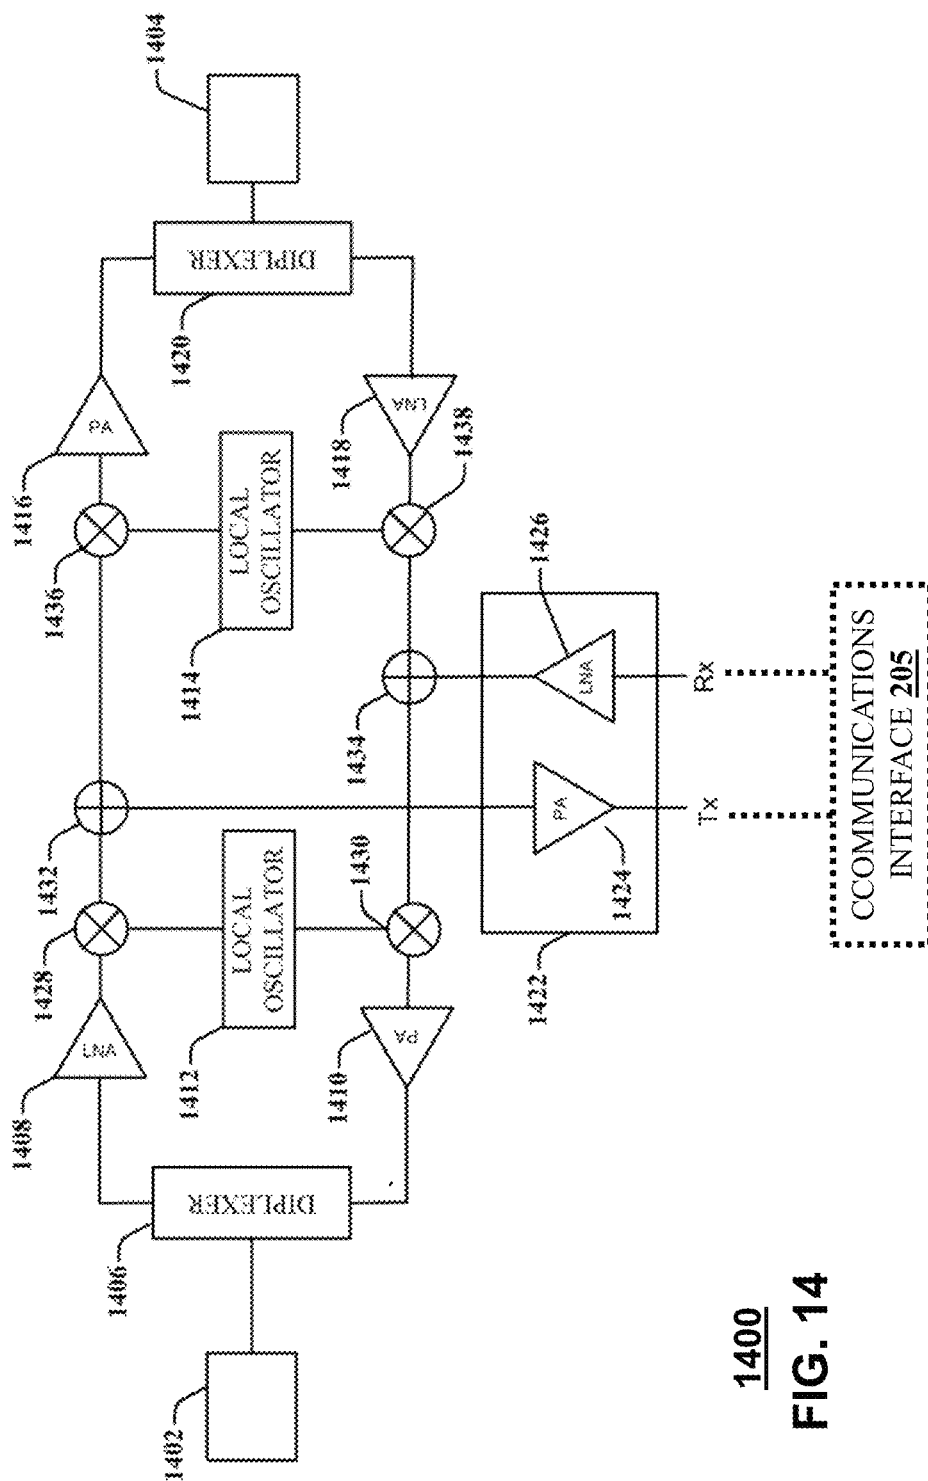 1404
1416
PA
DIPLEXER
1420
1436
LOCAL
OSCILLATOR
1414
1418
LNA
1438
1426
LNA
1434
Rx
1432
1428
LOCAL
OSCILLATOR
1412
1430
PA
1424
Tx
1422
CCOMMUNICATIONS
INTERFACE 205
1408
LNA
1410
PA
DIPLEXER
1406
1402
1400
FIG. 14